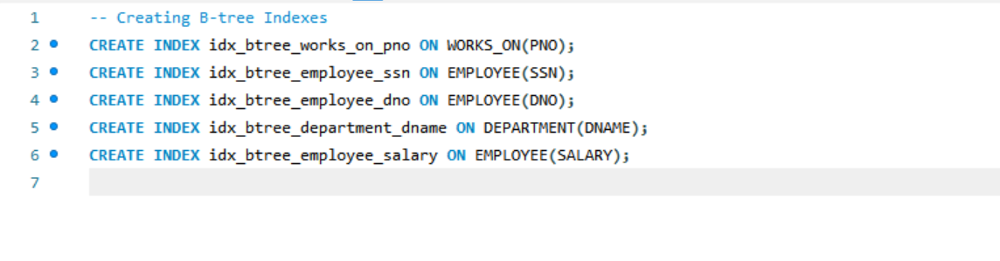 1 -- Creating B-tree Indexes
2 CREATE INDEX idx_btree_works_on_pno ON WORKS_ON(PNO);
3 CREATE INDEX idx_btree_employee_ssn ON EMPLOYEE(SSN);
4 CREATE INDEX idx_btree_employee_dno ON EMPLOYEE(DNO);
5 CREATE INDEX idx_btree_department_dname ON DEPARTMENT(DNAME);
6 CREATE INDEX idx_btree_employee_salary ON EMPLOYEE(SALARY);
7